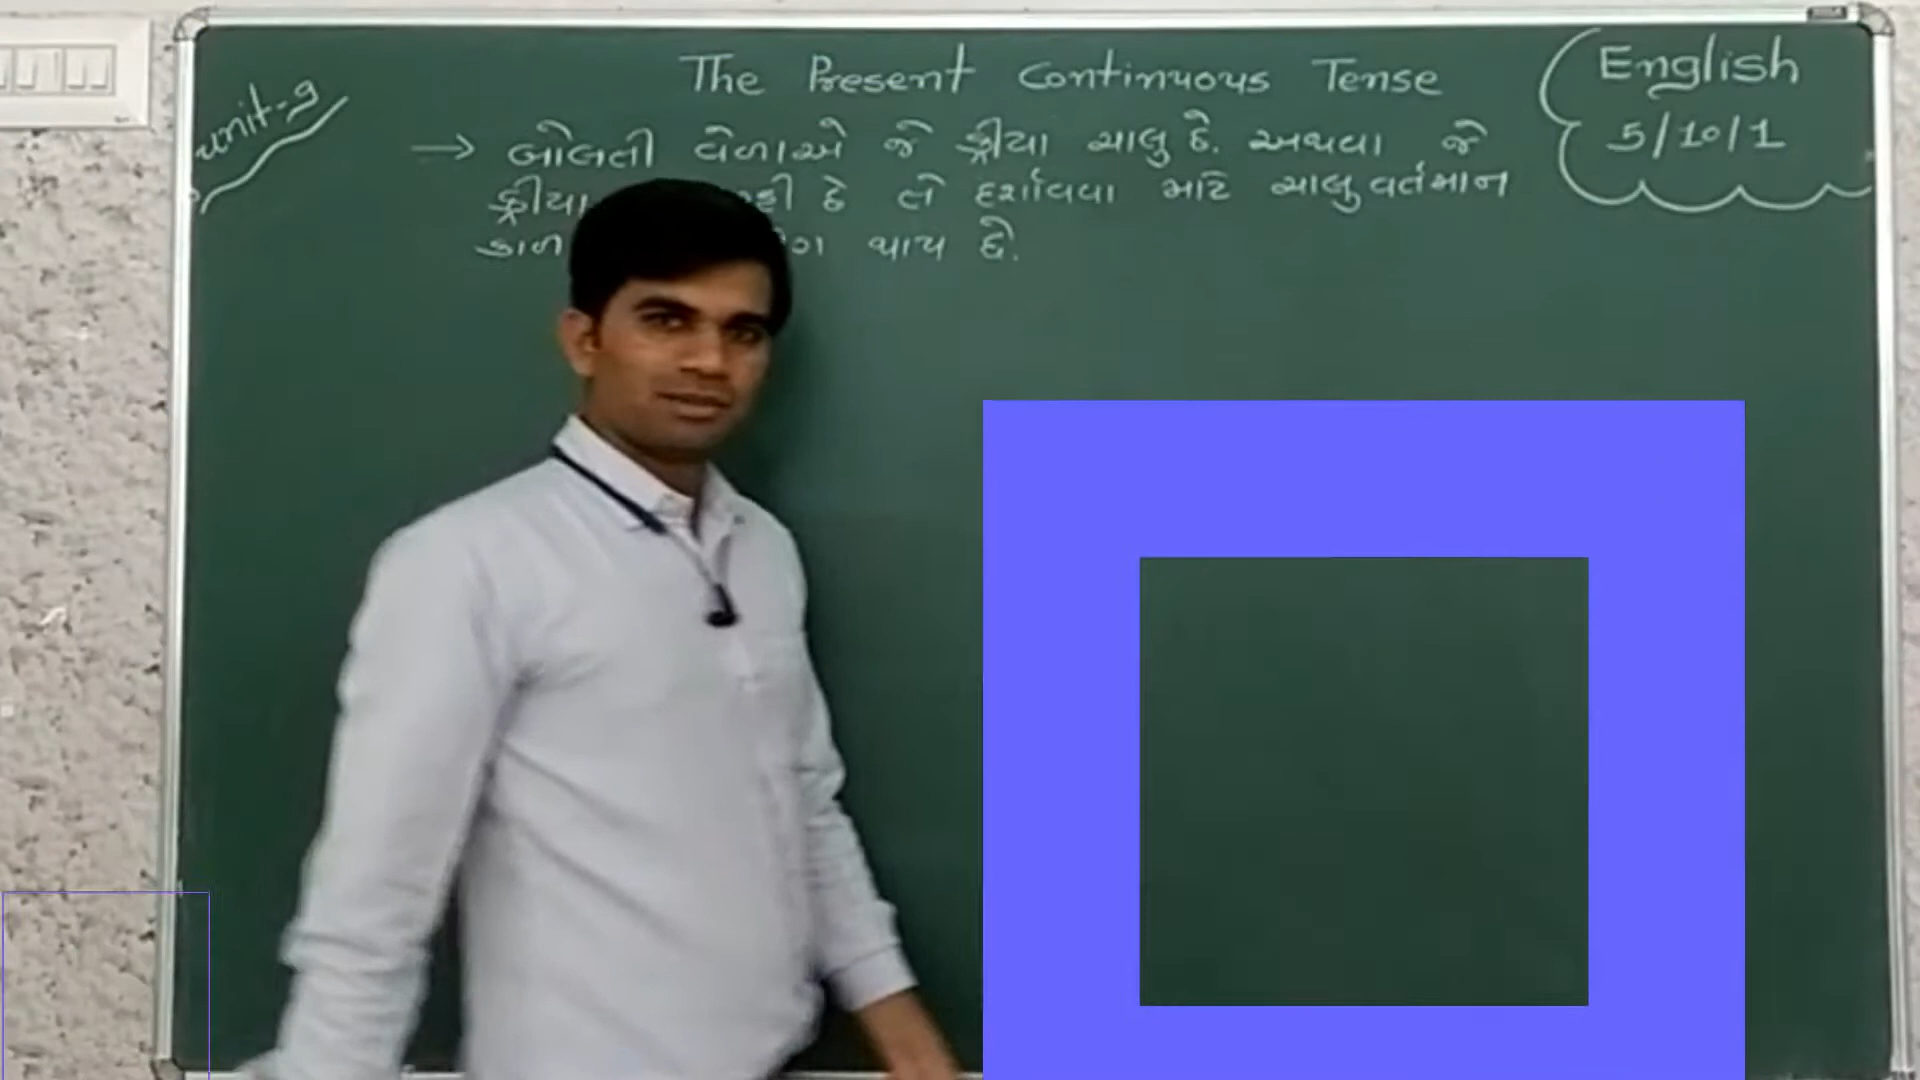 unit-9
The Present Continuous Tense
English
5/10/1
→ બોલતી વેળાએ જે ક્રીયા ચાલુ છે. અથવા જે
ક્રીયા છે તે દર્શાવવા માટે ચાલુ વર્તમાન
કાળ થાય છે.